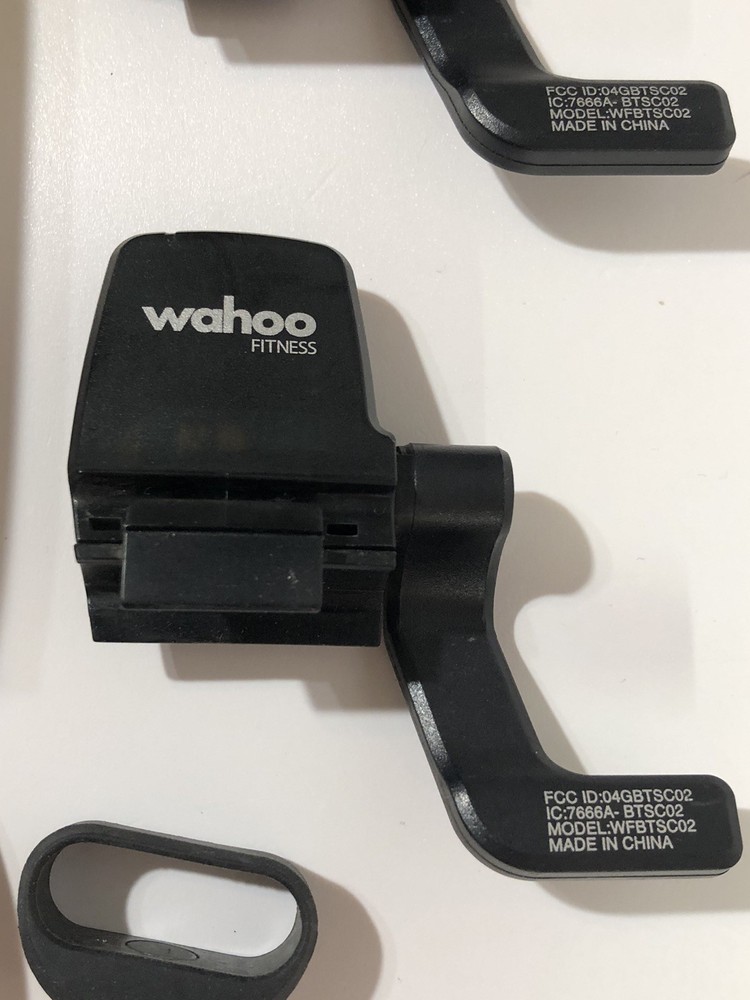 FCC ID:04GBTSC02
IC:7666A- BTSC02
MODEL:WFBTSC02
MADE IN CHINA
wahoo
FITNESS
FCC ID:04GBTSC02
IC:7666A- BTSC02
MODEL:WFBTSC02
MADE IN CHINA